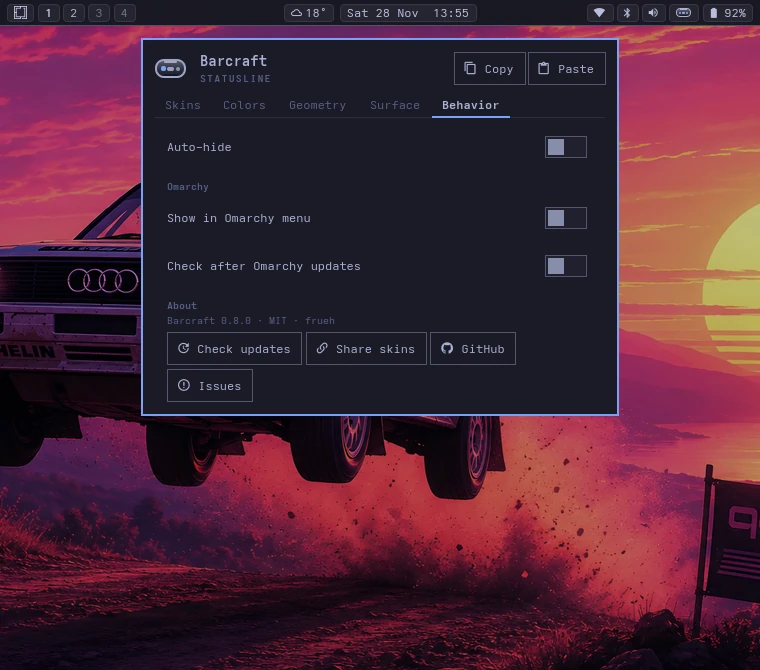 1 2 3 4
18°
Sat 28 Nov 13:55
92%
Barcraft
STATUSLINE
Copy
Paste
Skins Colors Geometry Surface Behavior
Auto-hide
Omarchy
Show in Omarchy menu
Check after Omarchy updates
About
Barcraft 0.8.0 · MIT · frueh
Check updates
Share skins
GitHub
Issues
HELIN